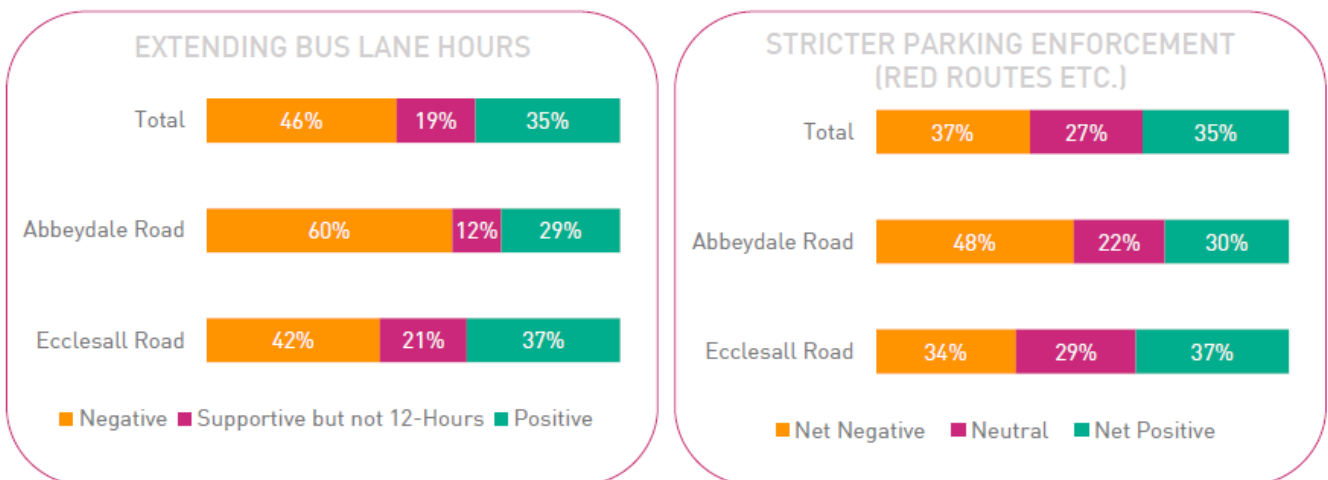 EXTENDING BUS LANE HOURS
Total 46% 19% 35%
Abbeydale Road 60% 12% 29%
Ecclesall Road 42% 21% 37%
Negative Supportive but not 12-Hours Positive
STRICTER PARKING ENFORCEMENT
(RED ROUTES ETC.)
Total 37% 27% 35%
Abbeydale Road 48% 22% 30%
Ecclesall Road 34% 29% 37%
Net Negative Neutral Net Positive